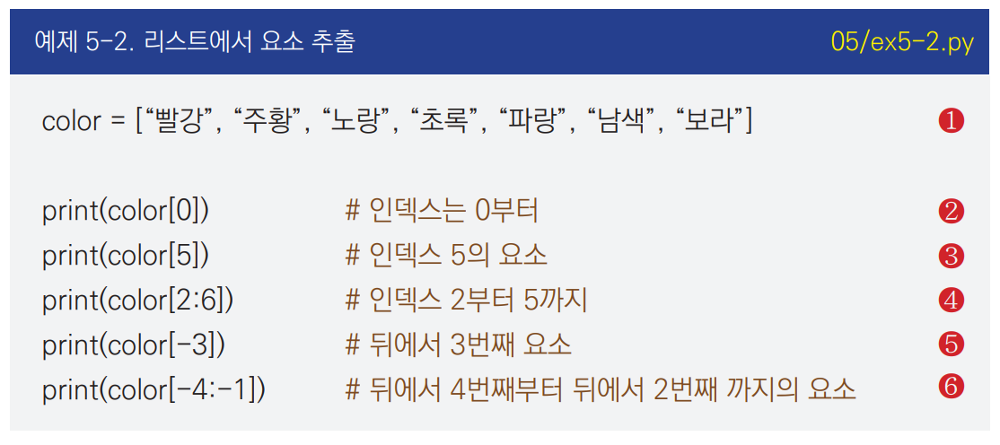 예제 5-2. 리스트에서 요소 추출 05/ex5-2.py
color = [“빨강”, “주황”, “노랑”, “초록”, “파랑”, “남색”, “보라”] ❶
print(color[0]) # 인덱스는 0부터 ❷
print(color[5]) # 인덱스 5의 요소 ❸
print(color[2:6]) # 인덱스 2부터 5까지 ❹
print(color[-3]) # 뒤에서 3번째 요소 ❺
print(color[-4:-1]) # 뒤에서 4번째부터 뒤에서 2번째 까지의 요소 ❻